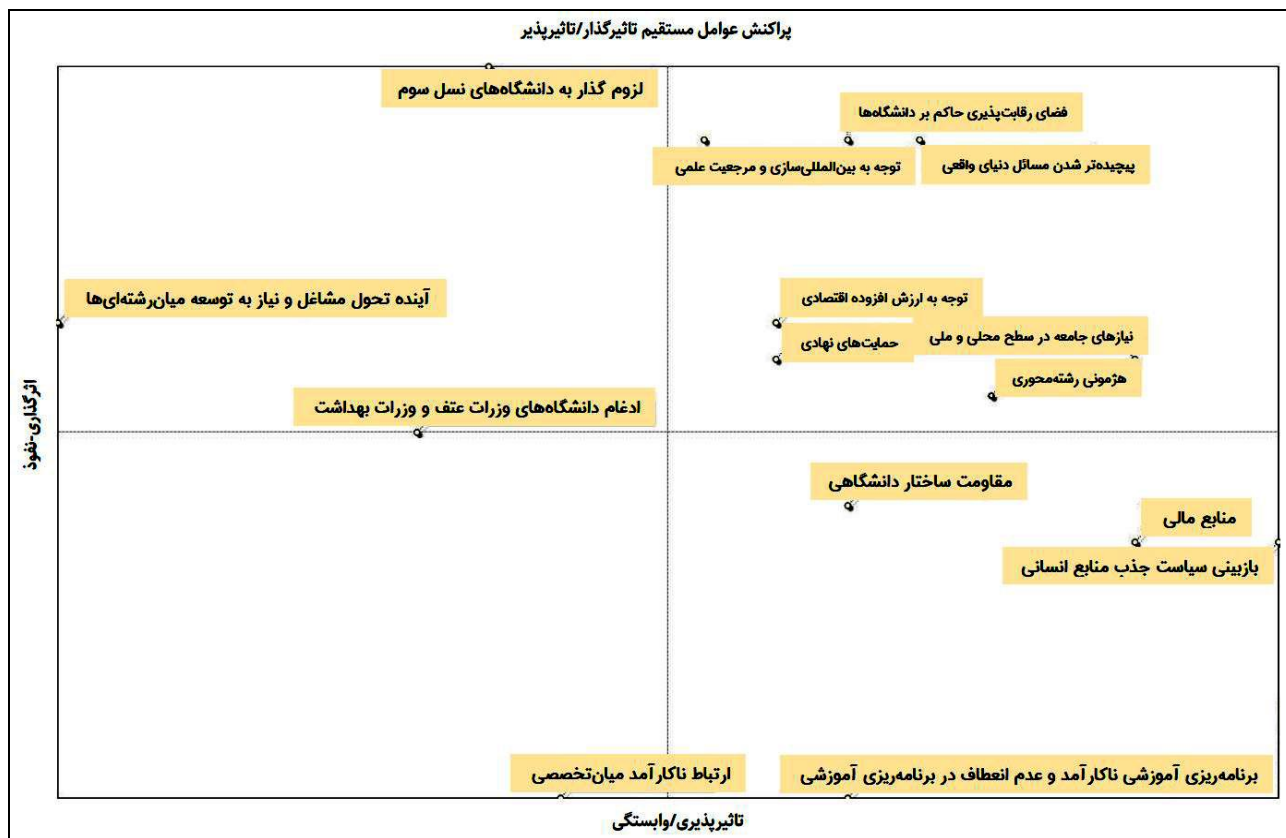 پراکنش عوامل مستقیم تاثیرگذار/تاثیرپذیر
لزوم گذار به دانشگاه‌های نسل سوم
فضای رقابت‌پذیری حاکم بر دانشگاه‌ها
پیچیده‌تر شدن مسائل دنیای واقعی
توجه به بین‌المللی‌سازی و مرجعیت علمی
توجه به ارزش افزوده اقتصادی
آینده تحول مشاغل و نیاز به توسعه میان‌رشته‌ای‌ها
نیازهای جامعه در سطح محلی و ملی
حمایت‌های نهادی
هژمونی رشته‌محوری
ادغام دانشگاه‌های وزرات عتف و وزرات بهداشت
اثرگذاری-نفوذ
مقاومت ساختار دانشگاهی
منابع مالی
بازبینی سیاست جذب منابع انسانی
برنامه‌ریزی آموزشی ناکارآمد و عدم انعطاف در برنامه‌ریزی آموزشی
ارتباط ناکارآمد میان‌تخصصی
تاثیرپذیری/وابستگی